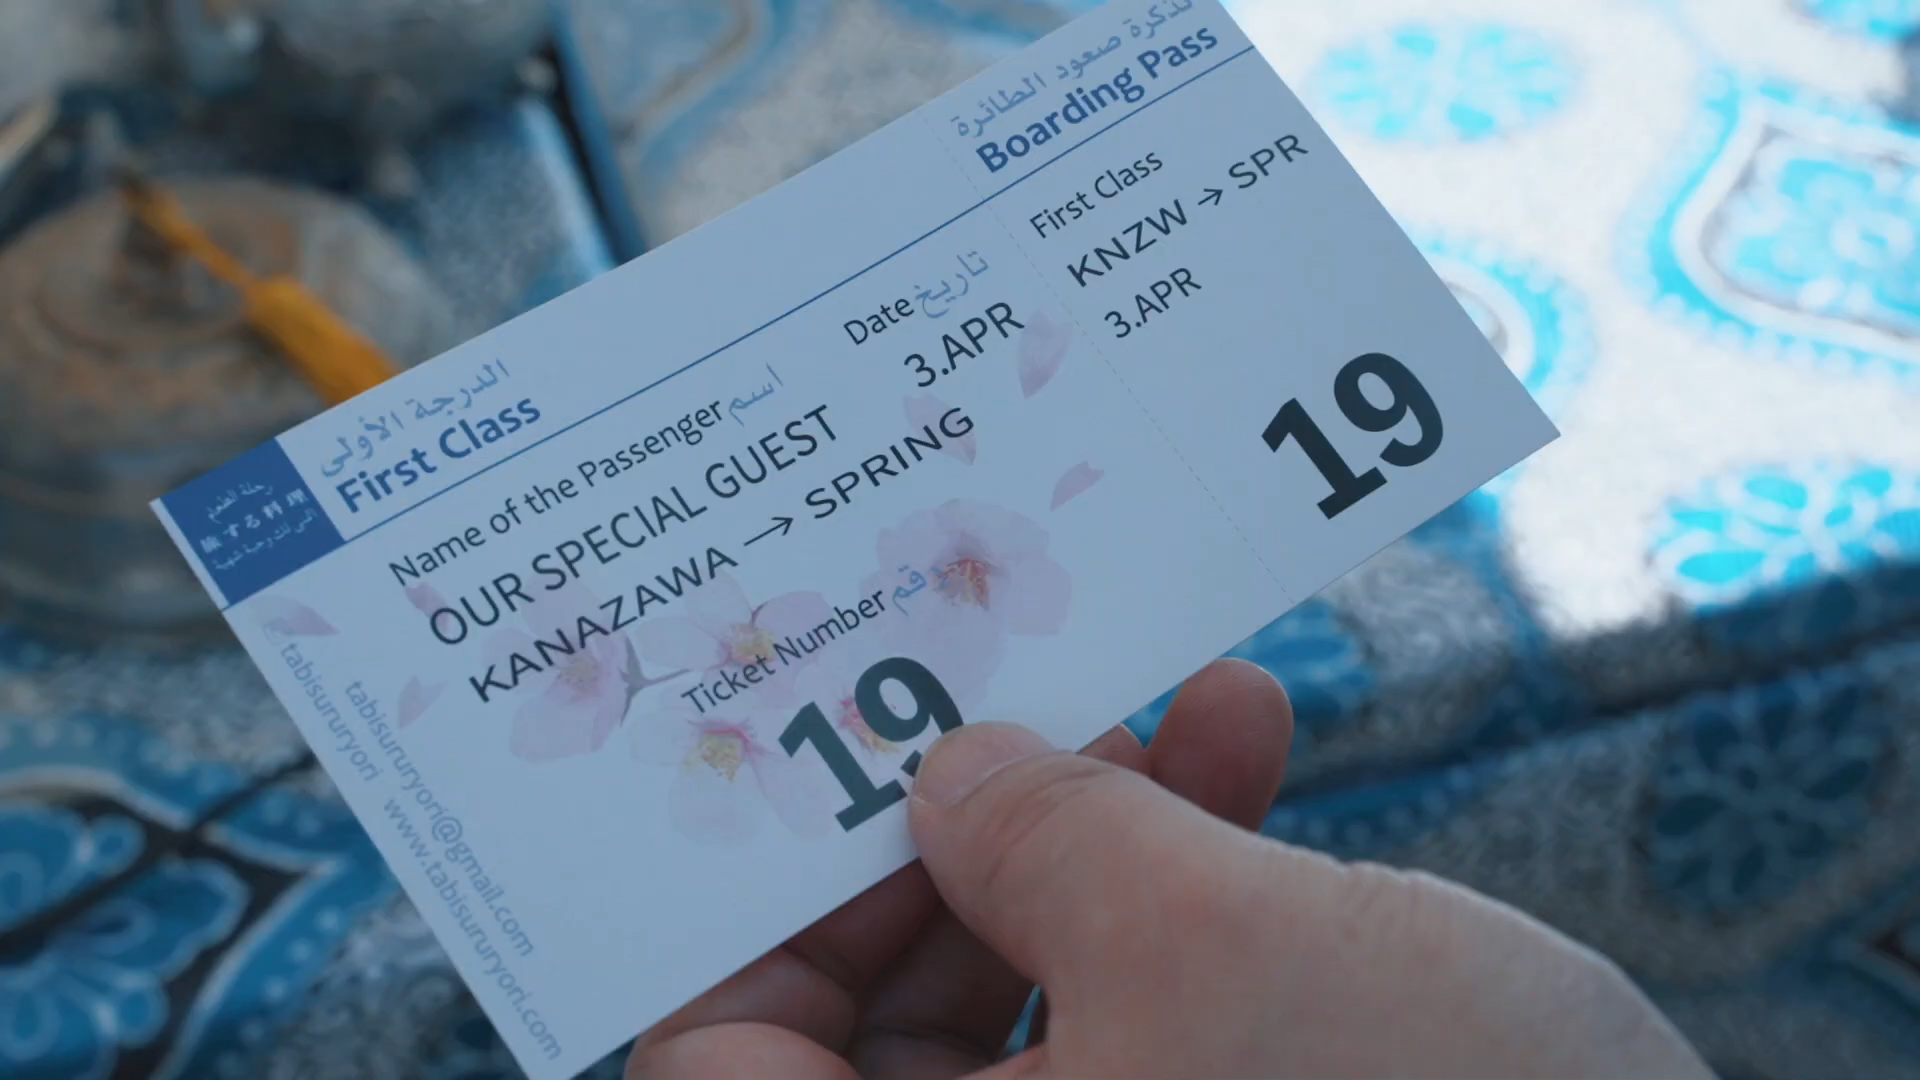 رحلة الطعام
旅する料理
الدرجة الأولى
First Class
تذكرة صعود الطائرة
Boarding Pass
Name of the Passenger اسم
OUR SPECIAL GUEST
Date تاريخ
3.APR
KANAZAWA → SPRING
Ticket Number رقم
19
First Class
KNZW → SPR
3.APR
19
tabisururyori
tabisururyori@gmail.com
www.tabisururyori.com